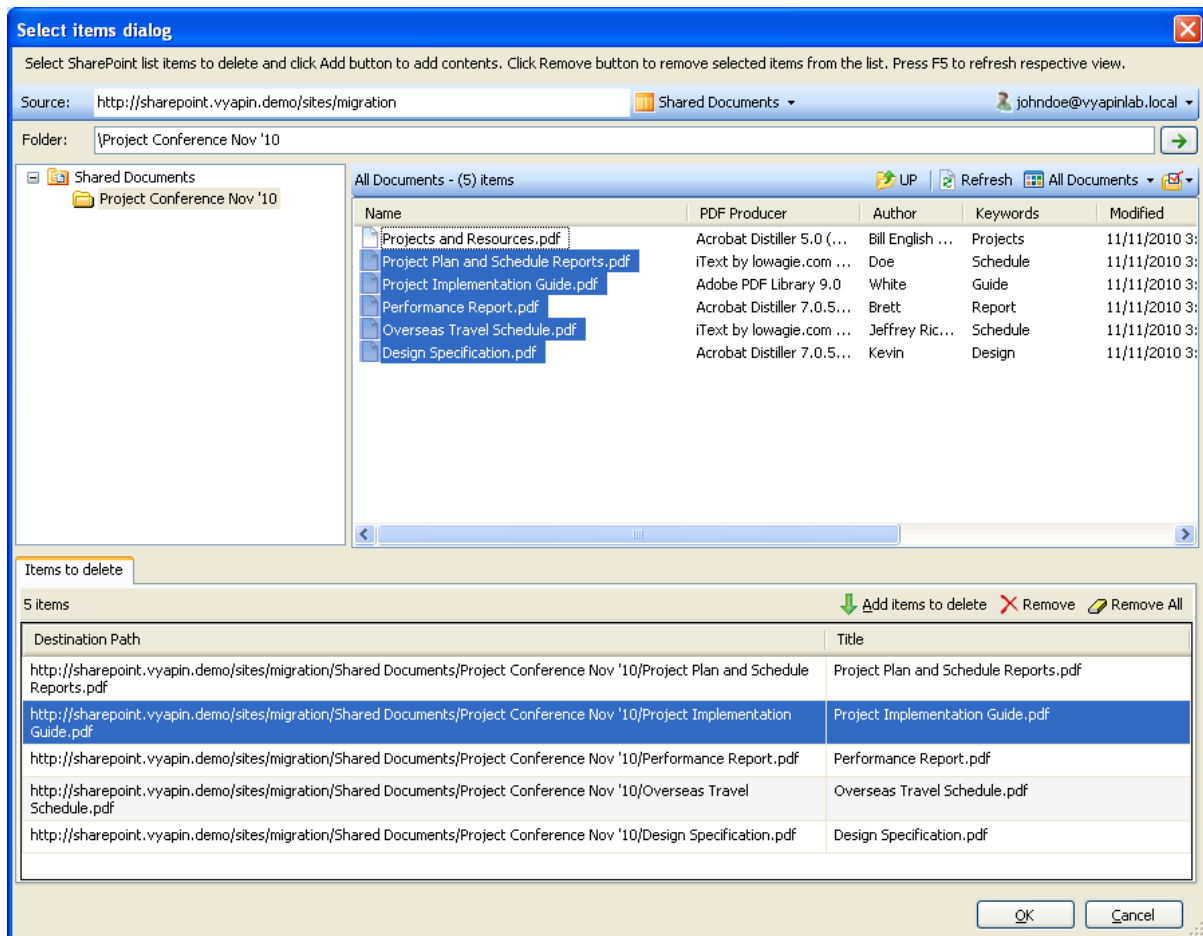 Select items dialog
Select SharePoint list items to delete and click Add button to add contents. Click Remove button to remove selected items from the list. Press F5 to refresh respective view.
Source: http://sharepoint.vyapin.demo/sites/migration Shared Documents johndoe@vyapinlab.local
Folder: \Project Conference Nov '10
Shared Documents
Project Conference Nov '10
All Documents - (5) items UP Refresh All Documents
Name PDF Producer Author Keywords Modified
Projects and Resources.pdf Acrobat Distiller 5.0 (... Bill English ... Projects 11/11/2010 3:
Project Plan and Schedule Reports.pdf iText by lowagie.com ... Doe Schedule 11/11/2010 3:
Project Implementation Guide.pdf Adobe PDF Library 9.0 White Guide 11/11/2010 3:
Performance Report.pdf Acrobat Distiller 7.0.5... Brett Report 11/11/2010 3:
Overseas Travel Schedule.pdf iText by lowagie.com ... Jeffrey Ric... Schedule 11/11/2010 3:
Design Specification.pdf Acrobat Distiller 7.0.5... Kevin Design 11/11/2010 3:
Items to delete
5 items Add items to delete Remove Remove All
Destination Path Title
http://sharepoint.vyapin.demo/sites/migration/Shared Documents/Project Conference Nov '10/Project Plan and Schedule Project Plan and Schedule Reports.pdf
Reports.pdf
http://sharepoint.vyapin.demo/sites/migration/Shared Documents/Project Conference Nov '10/Project Implementation Project Implementation Guide.pdf
Guide.pdf
http://sharepoint.vyapin.demo/sites/migration/Shared Documents/Project Conference Nov '10/Performance Report.pdf Performance Report.pdf
http://sharepoint.vyapin.demo/sites/migration/Shared Documents/Project Conference Nov '10/Overseas Travel Overseas Travel Schedule.pdf
Schedule.pdf
http://sharepoint.vyapin.demo/sites/migration/Shared Documents/Project Conference Nov '10/Design Specification.pdf Design Specification.pdf
OK Cancel